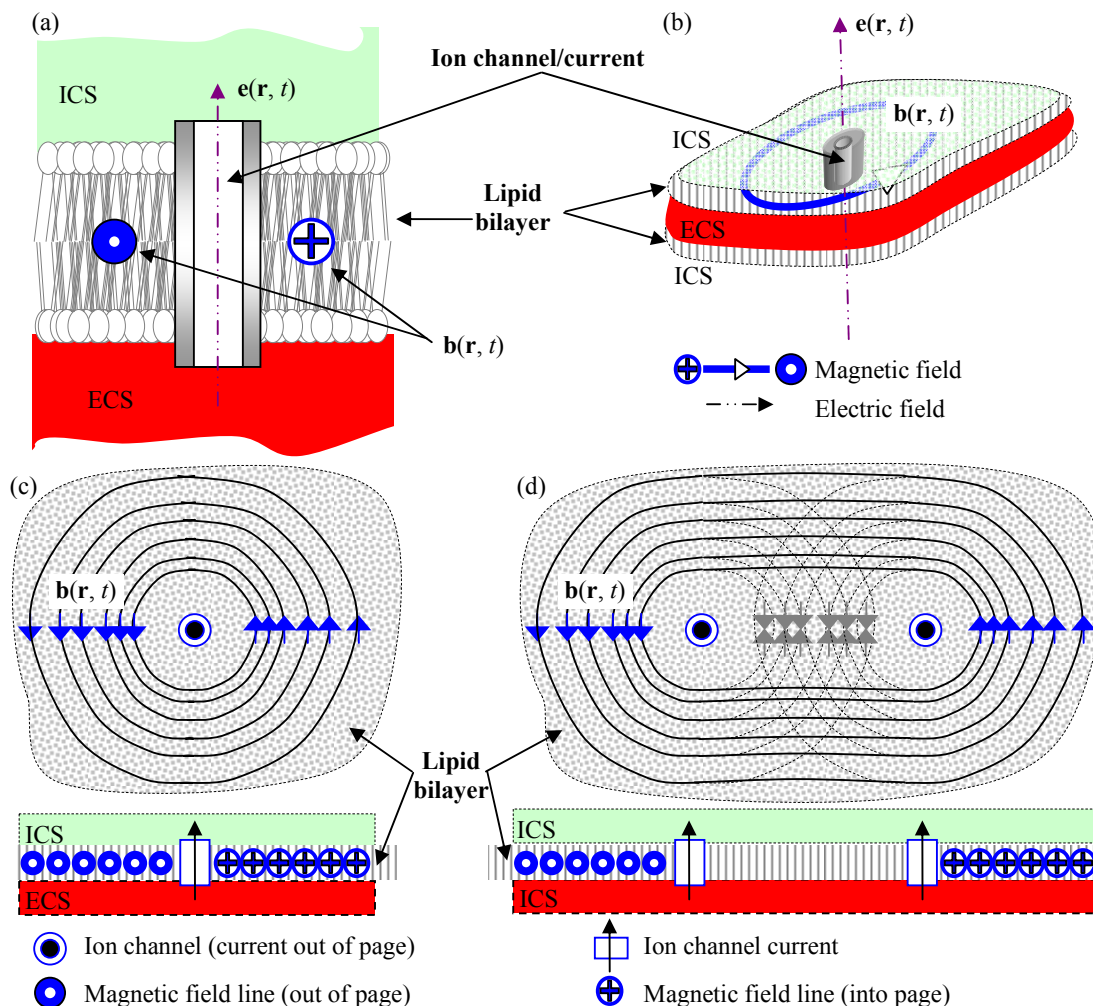 (a)
ICS
e(r, t)
Ion channel/current
Lipid
bilayer
b(r, t)
ECS
(b)
e(r, t)
b(r, t)
ICS
ECS
ICS
Magnetic field
Electric field
(c)
b(r, t)
Lipid
bilayer
ICS
ECS
(d)
b(r, t)
ICS
ICS
Ion channel (current out of page)
Magnetic field line (out of page)
Ion channel current
Magnetic field line (into page)